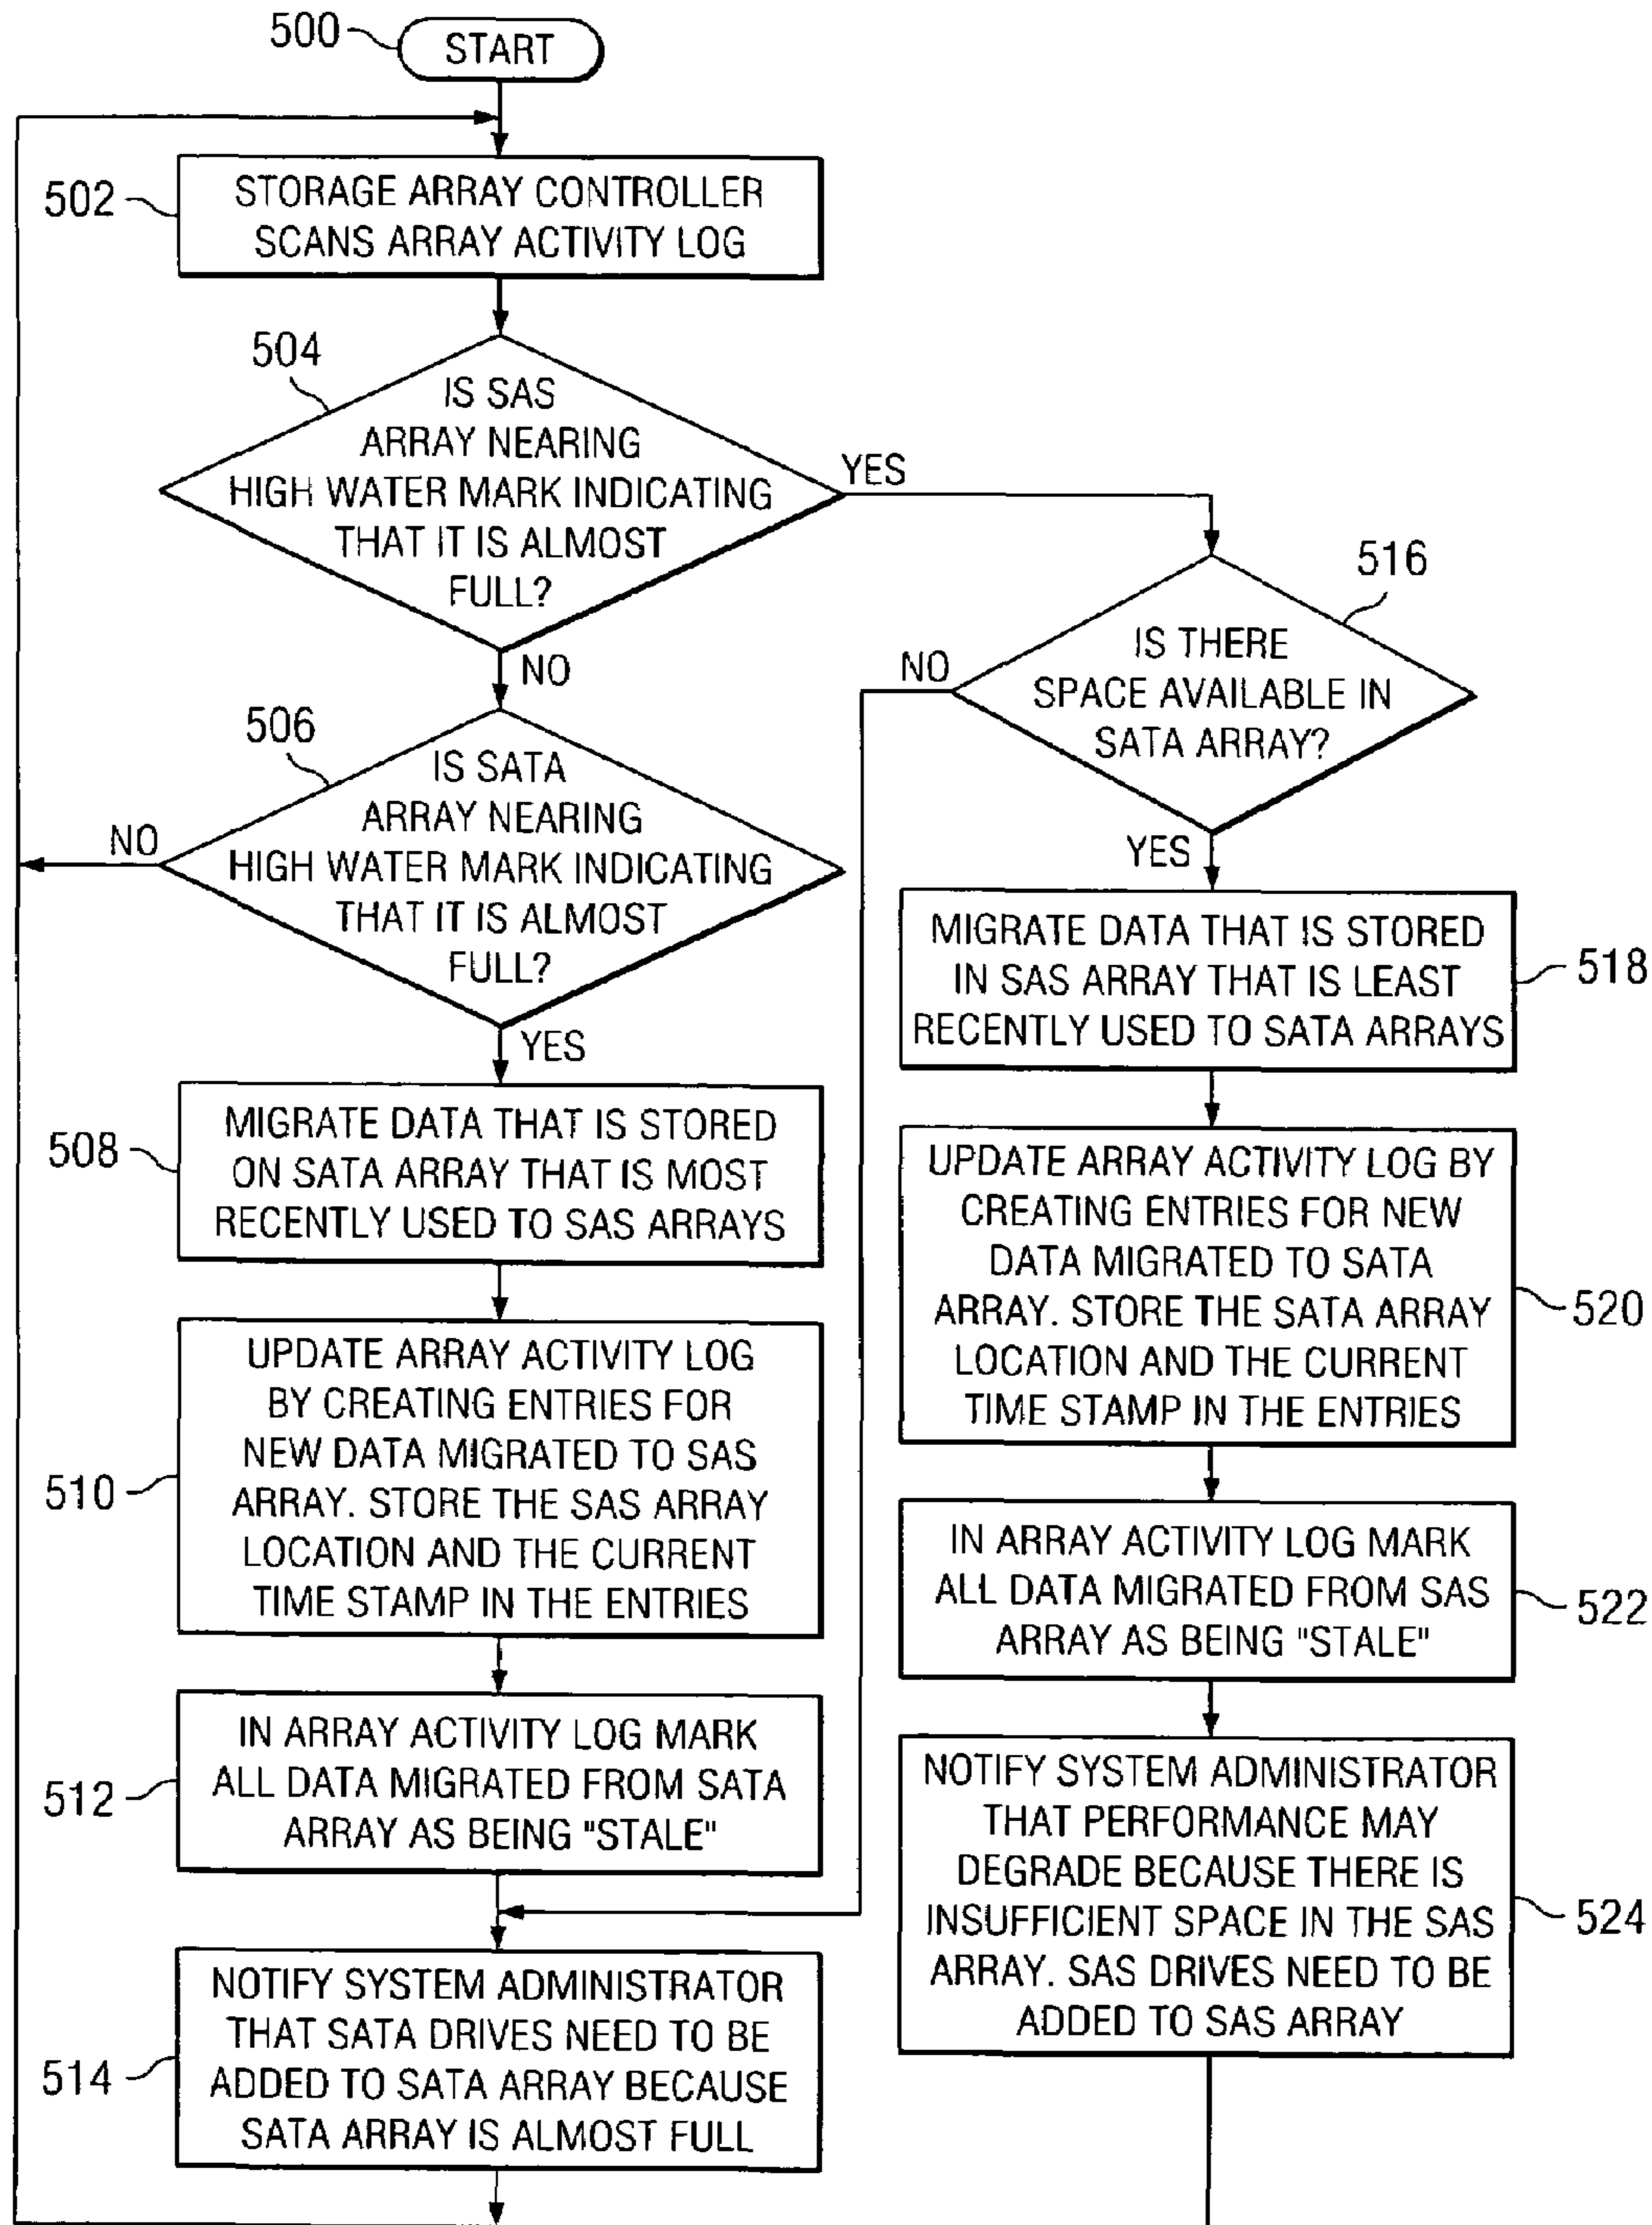 500
START
502
STORAGE ARRAY CONTROLLER
SCANS ARRAY ACTIVITY LOG
504
IS SAS
ARRAY NEARING
HIGH WATER MARK INDICATING
THAT IT IS ALMOST
FULL?
YES
NO
506
IS SATA
ARRAY NEARING
HIGH WATER MARK INDICATING
THAT IT IS ALMOST
FULL?
NO
YES
508
MIGRATE DATA THAT IS STORED
ON SATA ARRAY THAT IS MOST
RECENTLY USED TO SAS ARRAYS
510
UPDATE ARRAY ACTIVITY LOG
BY CREATING ENTRIES FOR
NEW DATA MIGRATED TO SAS
ARRAY. STORE THE SAS ARRAY
LOCATION AND THE CURRENT
TIME STAMP IN THE ENTRIES
512
IN ARRAY ACTIVITY LOG MARK
ALL DATA MIGRATED FROM SATA
ARRAY AS BEING "STALE"
514
NOTIFY SYSTEM ADMINISTRATOR
THAT SATA DRIVES NEED TO BE
ADDED TO SATA ARRAY BECAUSE
SATA ARRAY IS ALMOST FULL
516
IS THERE
SPACE AVAILABLE IN
SATA ARRAY?
NO
YES
MIGRATE DATA THAT IS STORED
IN SAS ARRAY THAT IS LEAST
RECENTLY USED TO SATA ARRAYS
518
UPDATE ARRAY ACTIVITY LOG BY
CREATING ENTRIES FOR NEW
DATA MIGRATED TO SATA
ARRAY. STORE THE SATA ARRAY
LOCATION AND THE CURRENT
TIME STAMP IN THE ENTRIES
520
IN ARRAY ACTIVITY LOG MARK
ALL DATA MIGRATED FROM SAS
ARRAY AS BEING "STALE"
522
NOTIFY SYSTEM ADMINISTRATOR
THAT PERFORMANCE MAY
DEGRADE BECAUSE THERE IS
INSUFFICIENT SPACE IN THE SAS
ARRAY. SAS DRIVES NEED TO BE
ADDED TO SAS ARRAY
524